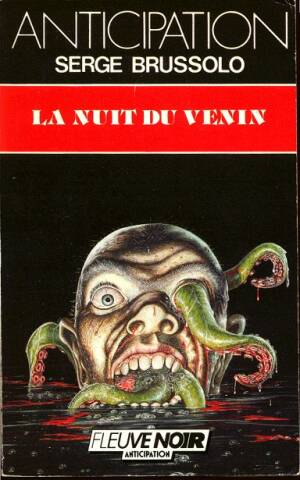 ANTICIPATION
SERGE BRUSSOLO
LA NUIT DU VENIN
FLEUVE NOIR
ANTICIPATION